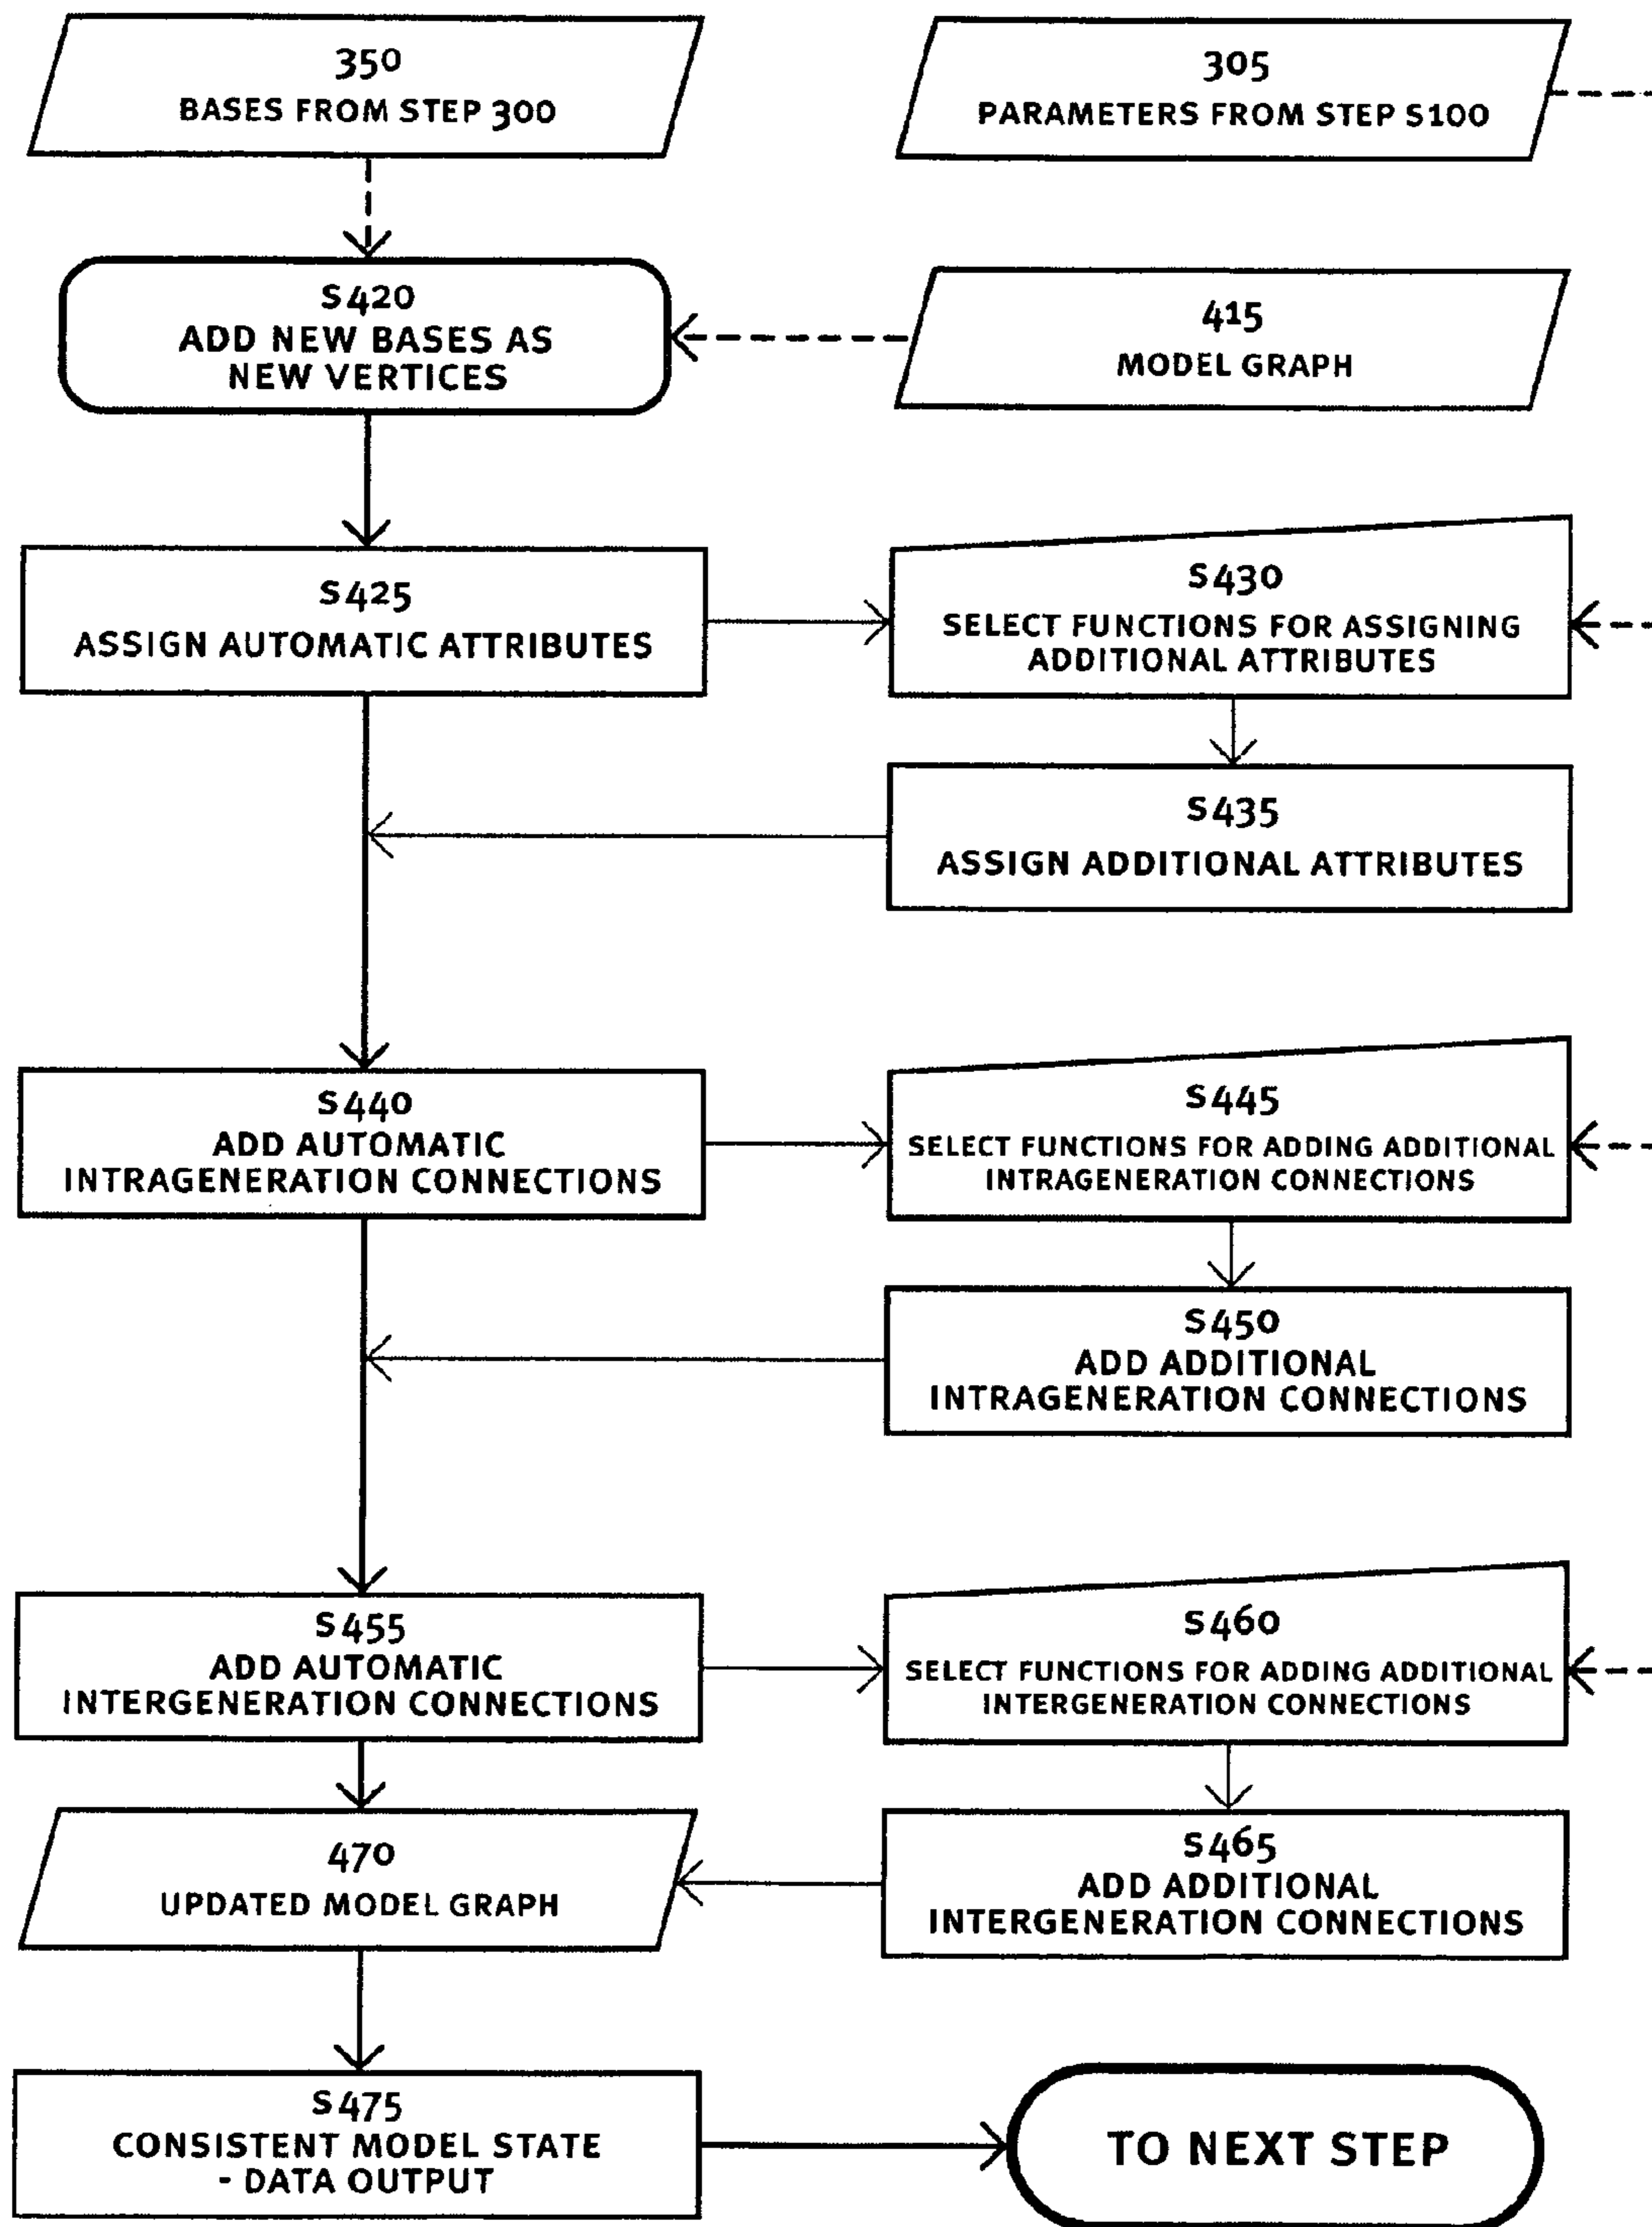 350
BASES FROM STEP 300
305
PARAMETERS FROM STEP S100
S420
ADD NEW BASES AS
NEW VERTICES
415
MODEL GRAPH
S425
ASSIGN AUTOMATIC ATTRIBUTES
S430
SELECT FUNCTIONS FOR ASSIGNING
ADDITIONAL ATTRIBUTES
S435
ASSIGN ADDITIONAL ATTRIBUTES
S440
ADD AUTOMATIC
INTRAGENERATION CONNECTIONS
S445
SELECT FUNCTIONS FOR ADDING ADDITIONAL
INTRAGENERATION CONNECTIONS
S450
ADD ADDITIONAL
INTRAGENERATION CONNECTIONS
S455
ADD AUTOMATIC
INTERGENERATION CONNECTIONS
S460
SELECT FUNCTIONS FOR ADDING ADDITIONAL
INTERGENERATION CONNECTIONS
470
UPDATED MODEL GRAPH
S465
ADD ADDITIONAL
INTERGENERATION CONNECTIONS
S475
CONSISTENT MODEL STATE
- DATA OUTPUT
TO NEXT STEP